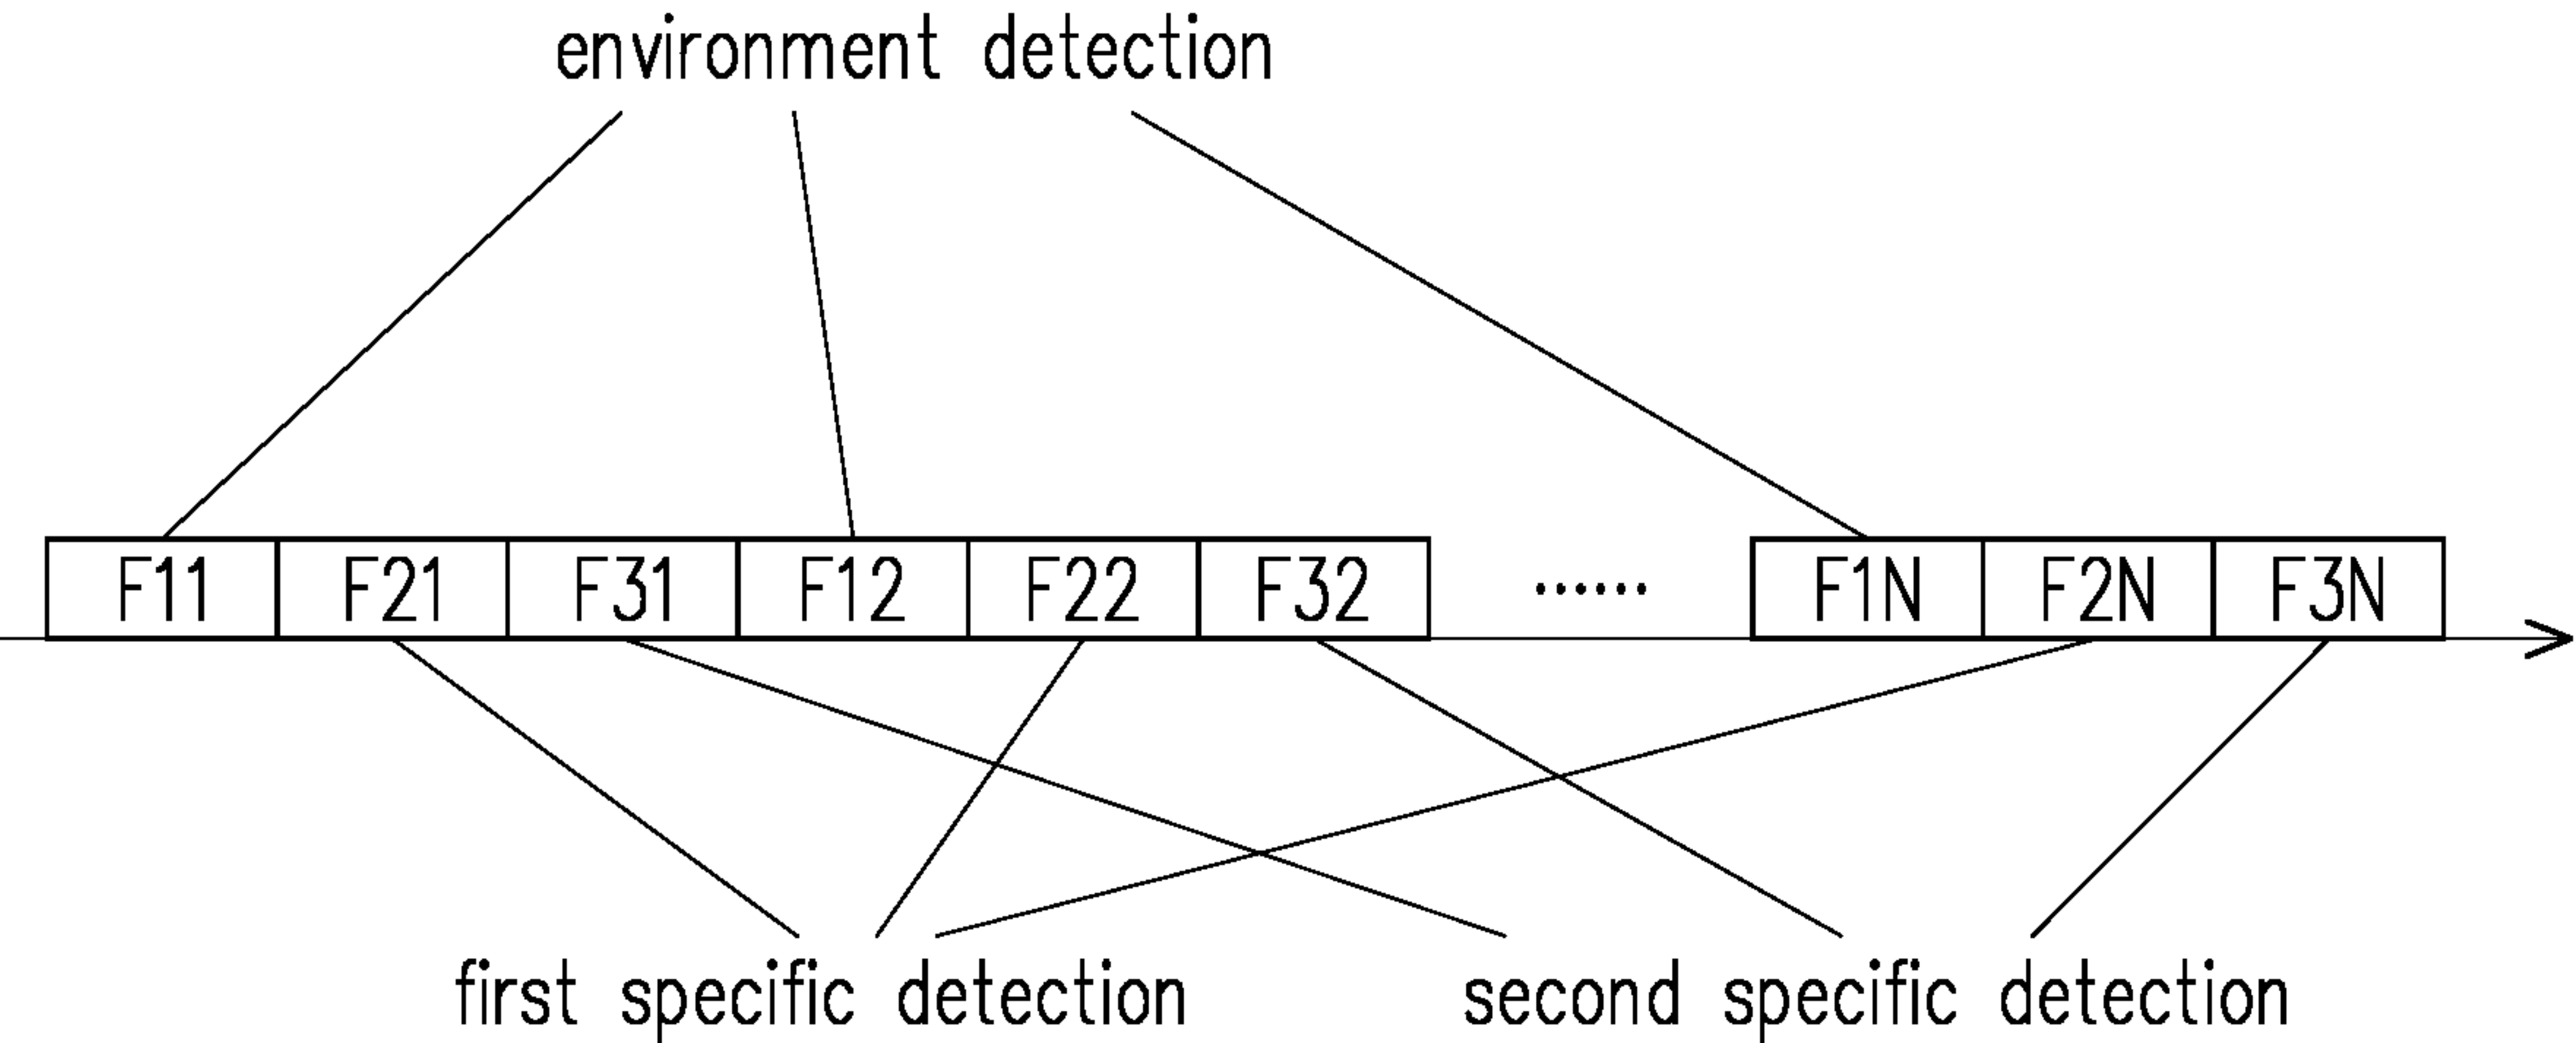 environment detection
F11 F21 F31 F12 F22 F32 ...... F1N F2N F3N
first specific detection second specific detection